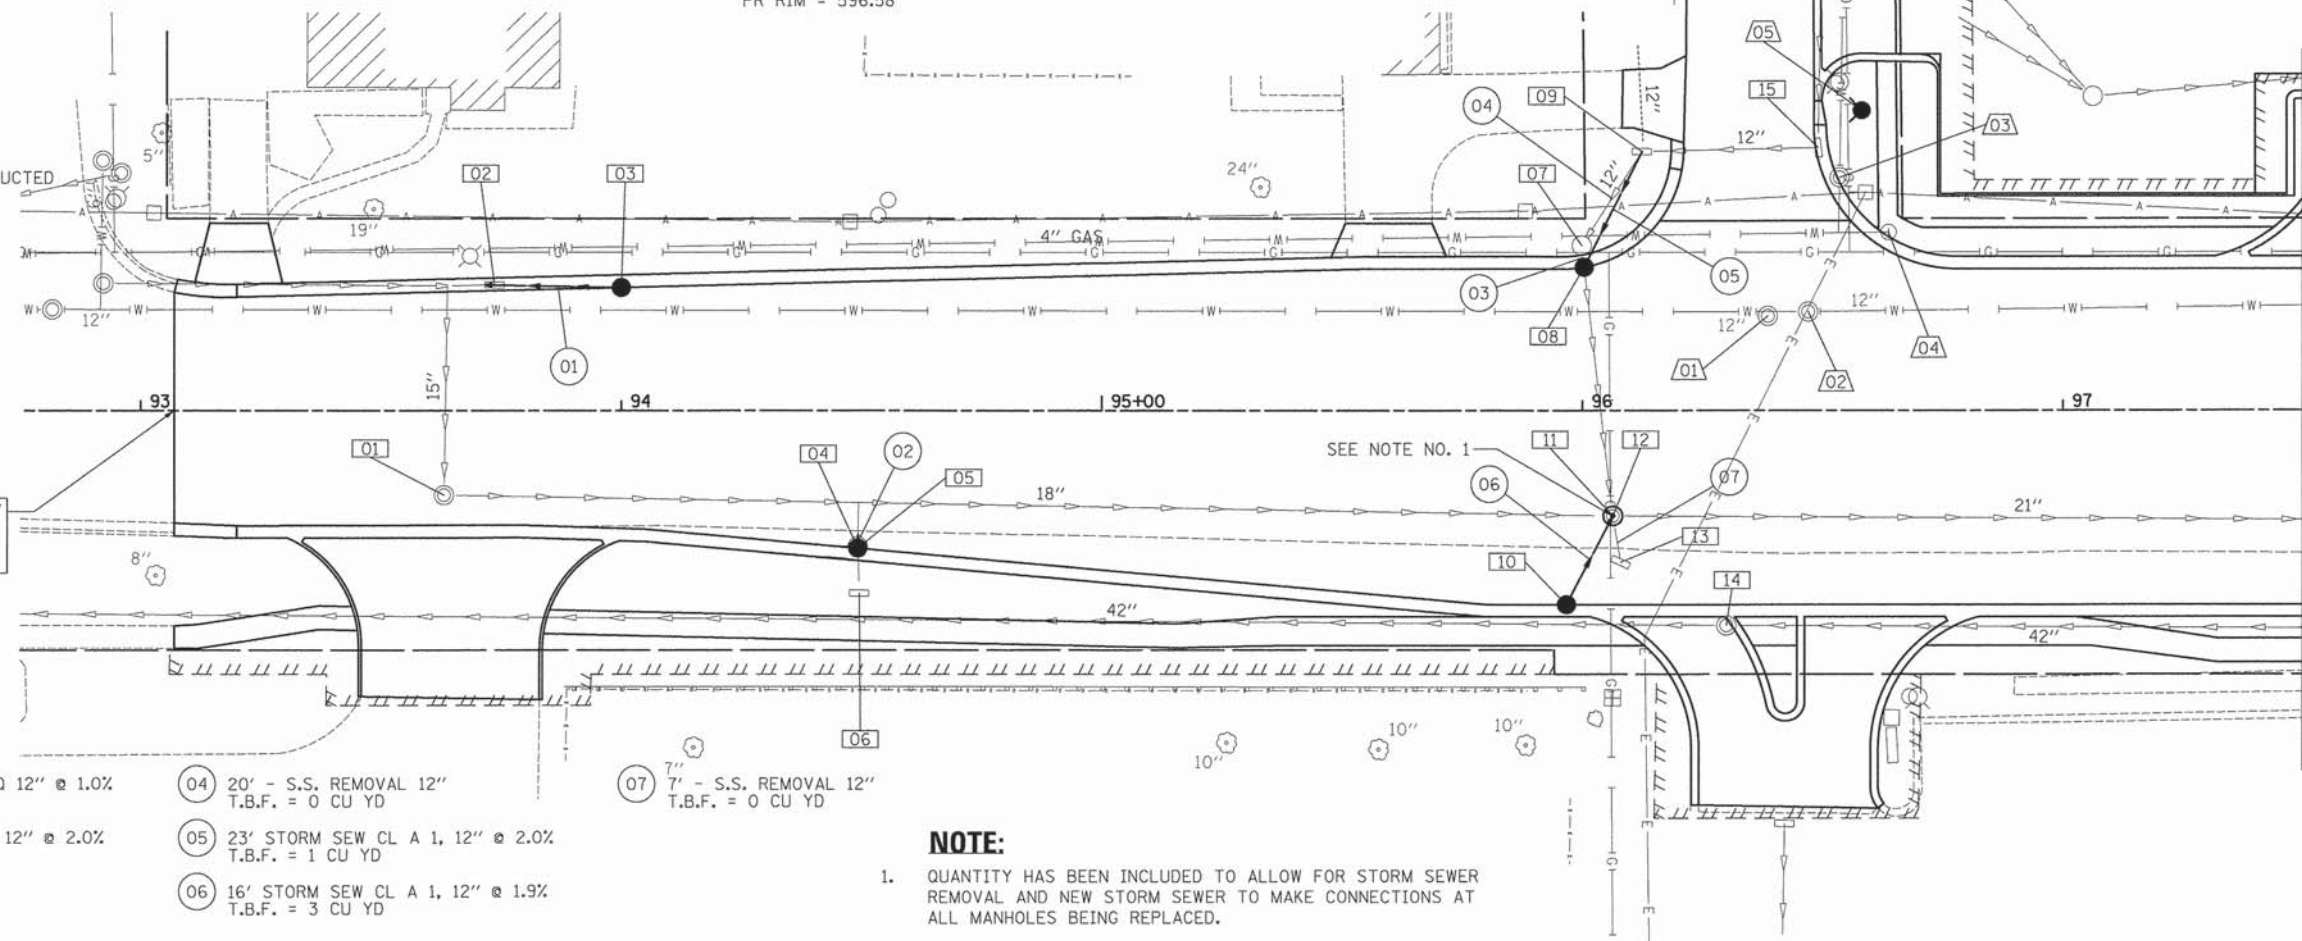 PR RIM = 596.58
05
09
04
12"
15
12"
03
5"
UCTED
02
03
24"
07
12"
19"
4" GAS
05
03
12"
12"
12"
08
04
01
01
02
15"
93
94
95+00
96
97
01
04
02
05
SEE NOTE NO. 1
11
12
06
07
18"
21"
13
8"
10
14
42"
42"
06
7"
10"
10"
10"
12" @ 1.0%
04 20' - S.S. REMOVAL 12"
T.B.F. = 0 CU YD
07 7' - S.S. REMOVAL 12"
T.B.F. = 0 CU YD
12" @ 2.0%
05 23' STORM SEW CL A 1, 12" @ 2.0%
T.B.F. = 1 CU YD
06 16' STORM SEW CL A 1, 12" @ 1.9%
T.B.F. = 3 CU YD
NOTE:
1. QUANTITY HAS BEEN INCLUDED TO ALLOW FOR STORM SEWER
REMOVAL AND NEW STORM SEWER TO MAKE CONNECTIONS AT
ALL MANHOLES BEING REPLACED.